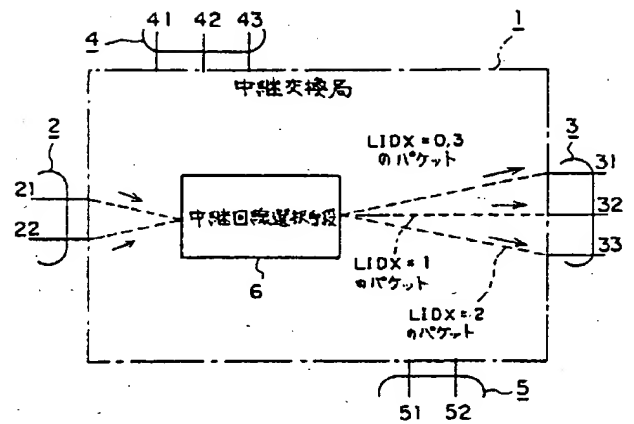 41 42 43
4
1
中継交換局
2
3
LIDX = 0,3
のパケット
21
22
31
32
33
中継回線選択手段
6
LIDX = 1
のパケット
LIDX = 2
のパケット
51 52
5